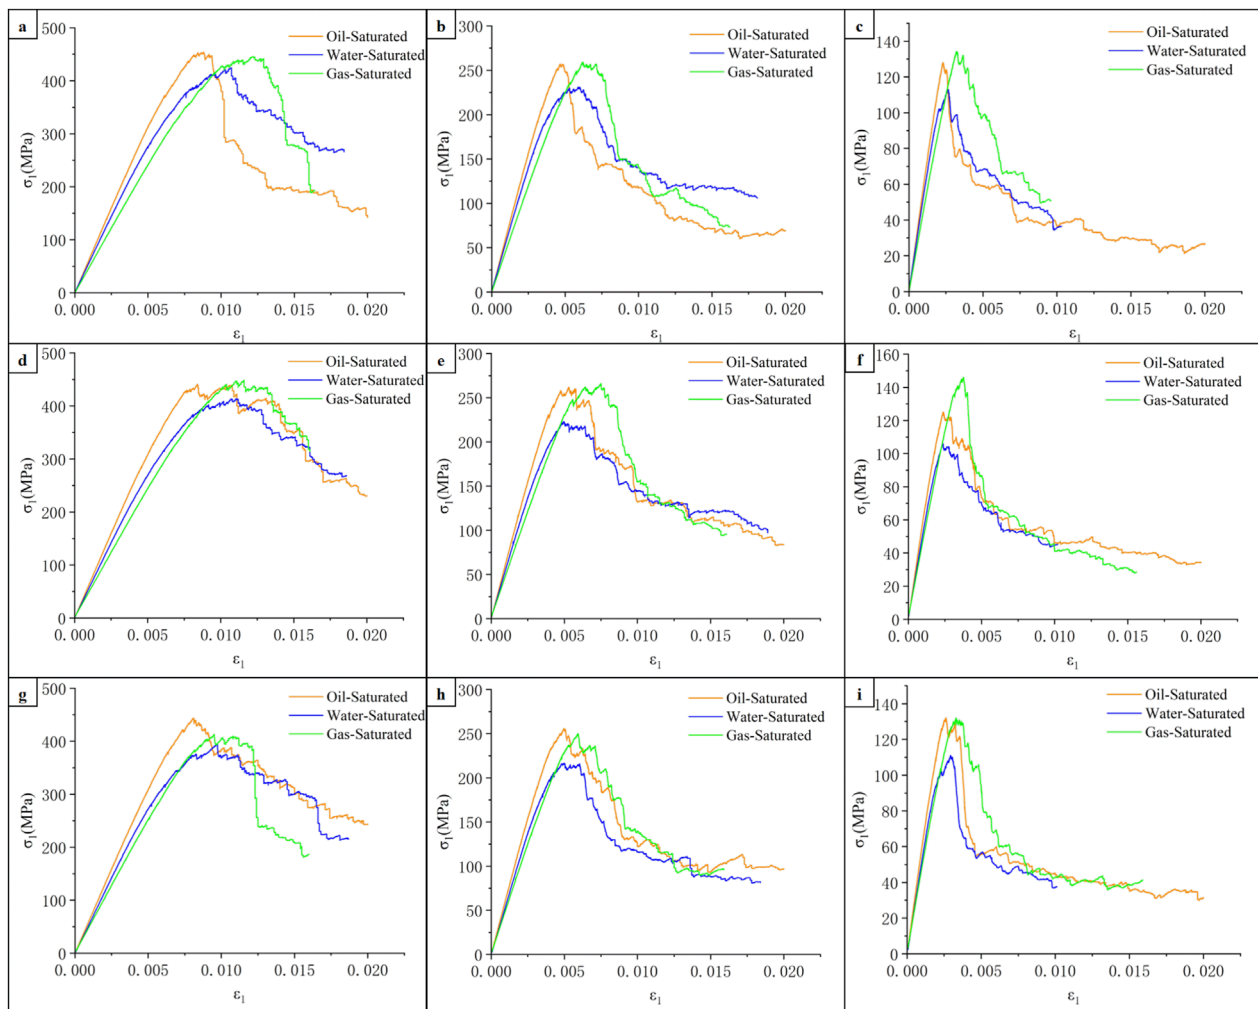 a
Oil-Saturated
Water-Saturated
Gas-Saturated
500
400
300
200
100
0
σ1(MPa)
0.000 0.005 0.010 0.015 0.020
ε1
b
Oil-Saturated
Water-Saturated
Gas-Saturated
300
250
200
150
100
50
0
σ1(MPa)
0.000 0.005 0.010 0.015 0.020
ε1
c
Oil-Saturated
Water-Saturated
Gas-Saturated
140
120
100
80
60
40
20
0
σ1(MPa)
0.000 0.005 0.010 0.015 0.020
ε1
d
Oil-Saturated
Water-Saturated
Gas-Saturated
500
400
300
200
100
0
σ1(MPa)
0.000 0.005 0.010 0.015 0.020
ε1
e
Oil-Saturated
Water-Saturated
Gas-Saturated
300
250
200
150
100
50
0
σ1(MPa)
0.000 0.005 0.010 0.015 0.020
ε1
f
Oil-Saturated
Water-Saturated
Gas-Saturated
160
140
120
100
80
60
40
20
0
σ1(MPa)
0.000 0.005 0.010 0.015 0.020
ε1
g
Oil-Saturated
Water-Saturated
Gas-Saturated
500
400
300
200
100
0
σ1(MPa)
0.000 0.005 0.010 0.015 0.020
ε1
h
Oil-Saturated
Water-Saturated
Gas-Saturated
300
250
200
150
100
50
0
σ1(MPa)
0.000 0.005 0.010 0.015 0.020
ε1
i
Oil-Saturated
Water-Saturated
Gas-Saturated
140
120
100
80
60
40
20
0
σ1(MPa)
0.000 0.005 0.010 0.015 0.020
ε1